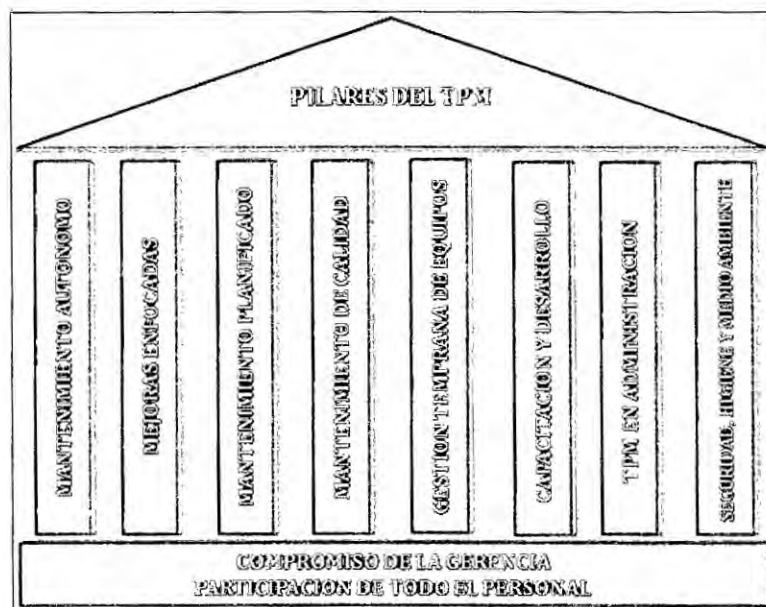 PILARES DEL TPM
MANTENIMIENTO AUTONOMO
MEJORAS ENFOCADAS
MANTENIMIENTO PLANIFICADO
MANTENIMIENTO DE CALIDAD
GESTION TEMPRANA DE EQUIPOS
CAPACITACION Y DESARROLLO
TPM EN ADMINISTRACION
SEGURIDAD, HIGIENE Y MEDIO AMBIENTE
COMPROMISO DE LA GERENCIA
PARTICIPACION DE TODO EL PERSONAL